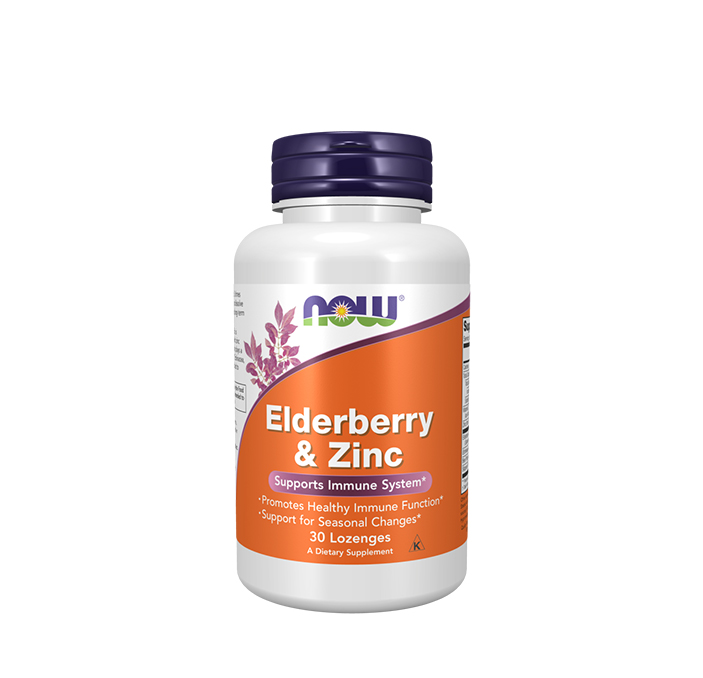 now®
Elderberry
& Zinc
Supports Immune System*
• Promotes Healthy Immune Function*
• Support for Seasonal Changes*
30 Lozenges
A Dietary Supplement
K